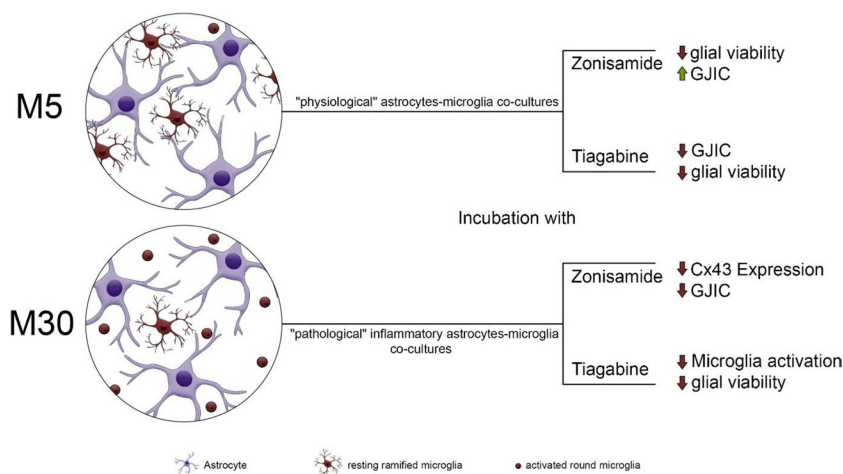 M5
"physiological" astrocytes-microglia co-cultures
Zonisamide
glial viability
GJIC
Tiagabine
GJIC
glial viability
Incubation with
M30
"pathological" inflammatory astrocytes-microglia
co-cultures
Zonisamide
Cx43 Expression
GJIC
Tiagabine
Microglia activation
glial viability
Astrocyte
resting ramified microglia
activated round microglia